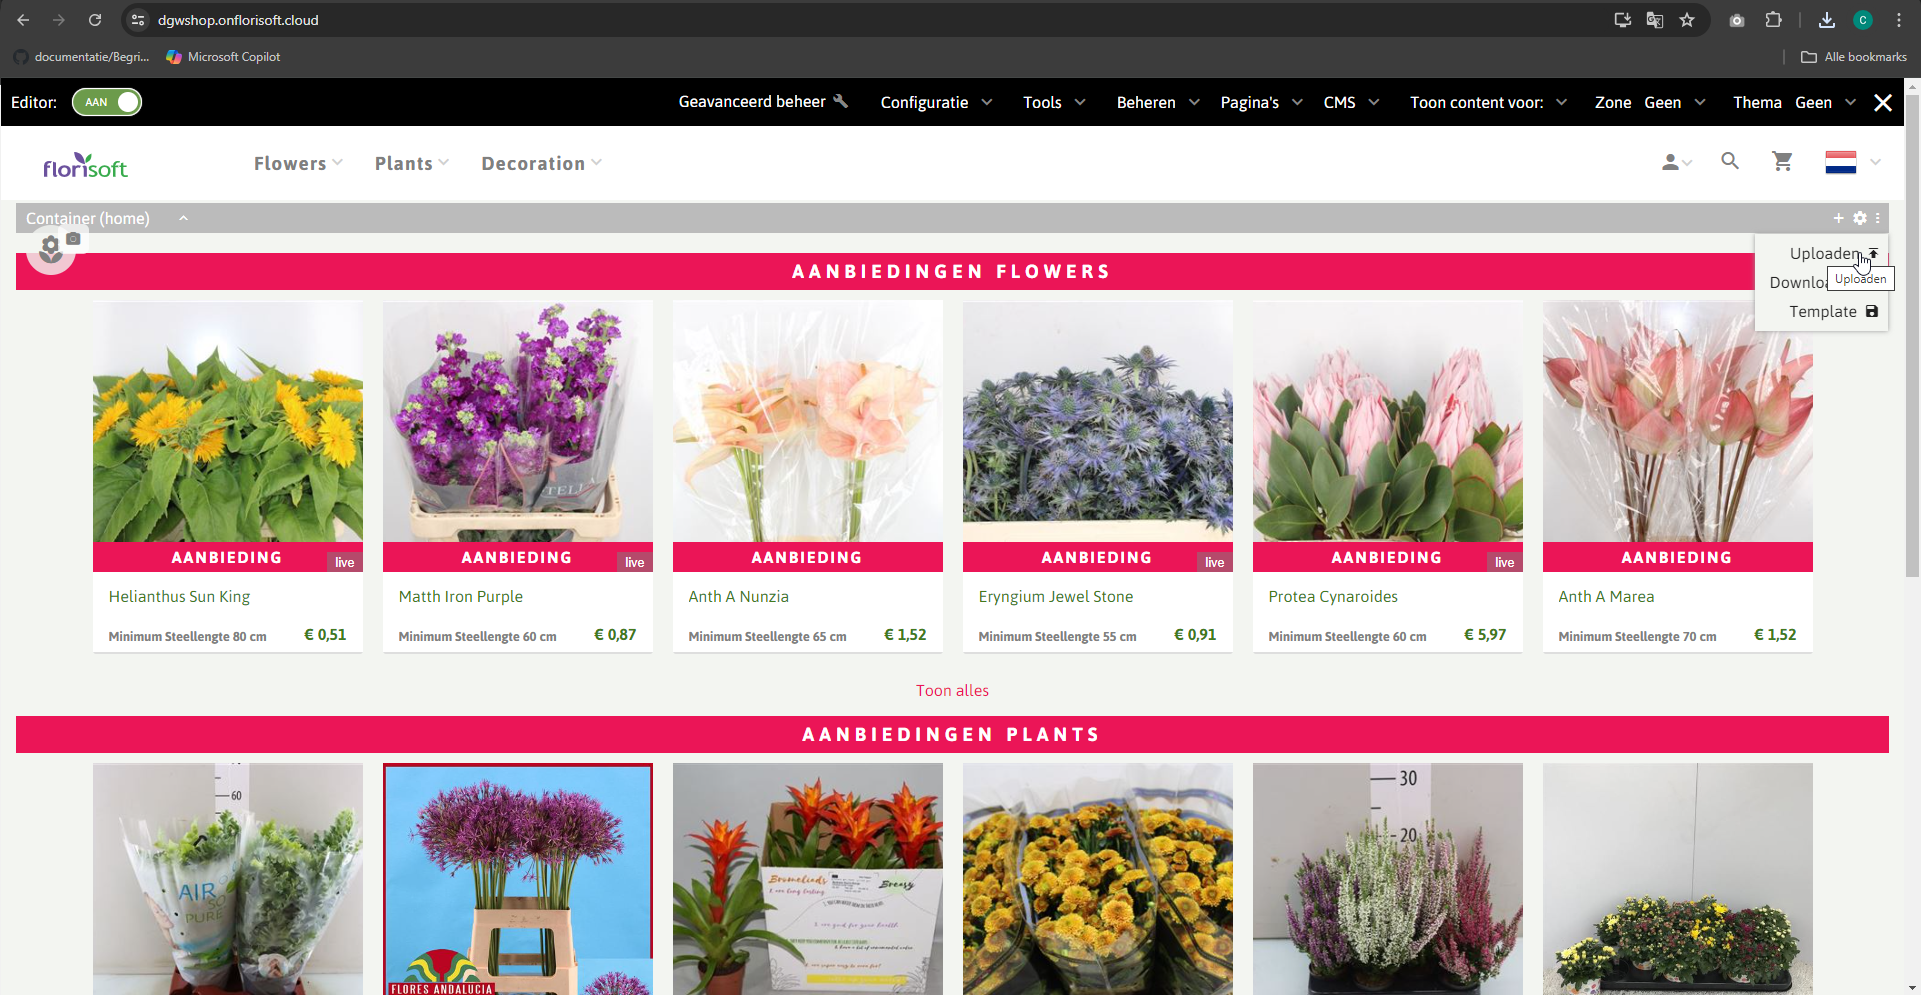 dgwshop.onflorisoft.cloud
C
documentatie/Begri...
Microsoft Copilot
Alle bookmarks
Editor:
AAN
Geavanceerd beheer
Configuratie
Tools
Beheren
Pagina's
CMS
Toon content voor:
Zone
Geen
Thema
Geen
florisoft
Flowers
Plants
Decoration
Container (home)
Uploaden
Uploaden
Downloa
Template
AANBIEDINGEN FLOWERS
STELLA
AANBIEDING
live
AANBIEDING
live
AANBIEDING
AANBIEDING
live
AANBIEDING
live
AANBIEDING
Helianthus Sun King
Matth Iron Purple
Anth A Nunzia
Eryngium Jewel Stone
Protea Cynaroides
Anth A Marea
Minimum Steellengte 80 cm
€ 0,51
Minimum Steellengte 60 cm
€ 0,87
Minimum Steellengte 65 cm
€ 1,52
Minimum Steellengte 55 cm
€ 0,91
Minimum Steellengte 60 cm
€ 5,97
Minimum Steellengte 70 cm
€ 1,52
Toon alles
AANBIEDINGEN PLANTS
60
AIR
SO
PURE
FLORES ANDALUCIA
Bromeliads
Breasy
30
20